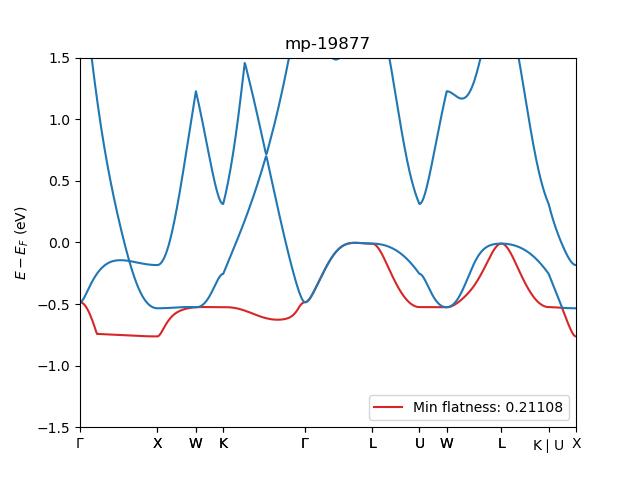 mp-19877
1.5
1.0
0.5
0.0
−0.5
−1.0
−1.5
E − E_F (eV)
Min flatness: 0.21108
Γ X W K Γ L U W L K | U X